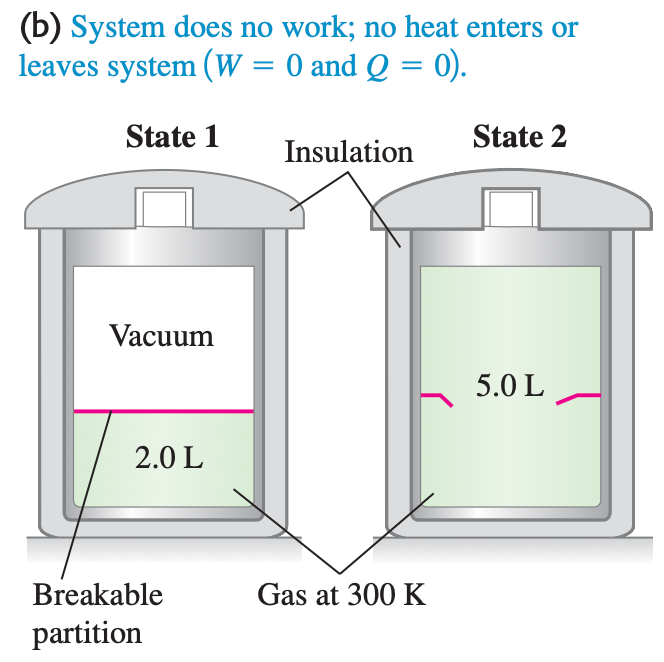 (b) System does no work; no heat enters or
leaves system (W = 0 and Q = 0).
State 1
Insulation
State 2
Vacuum
5.0 L
2.0 L
Breakable
partition
Gas at 300 K